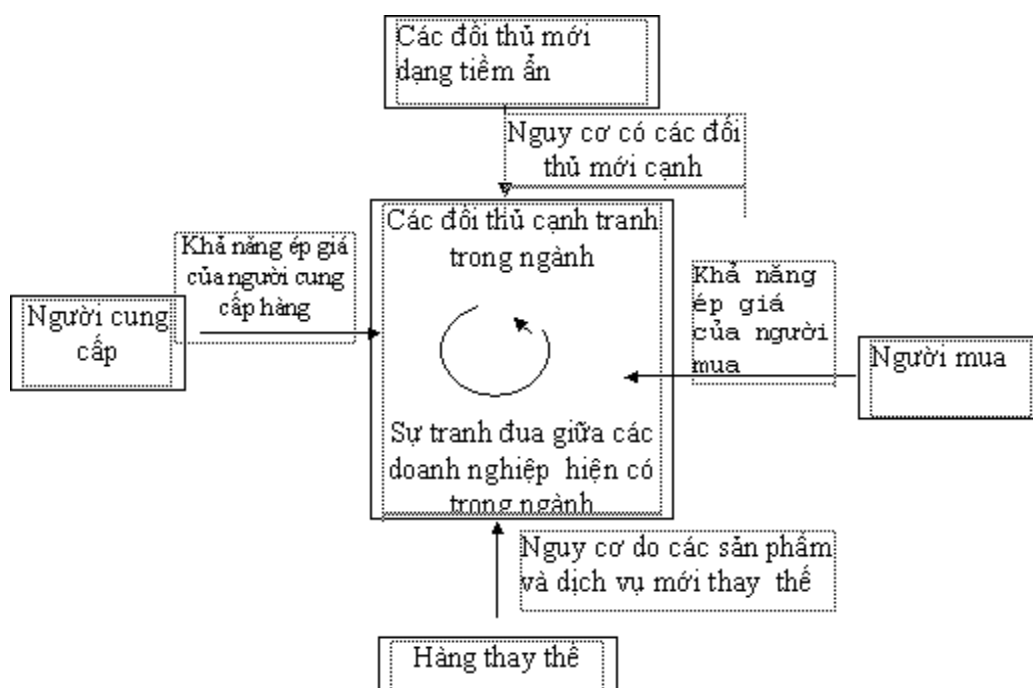 Các đối thủ mới
dạng tiềm ẩn
Nguy cơ có các đối
thủ mới cạnh
Các đối thủ cạnh tranh
trong ngành
Khả năng ép giá
của người cung
cấp hàng
Người cung
cấp
Khả năng
ép giá
của người
mua
Người mua
Sự tranh đua giữa các
doanh nghiệp hiện có
trong ngành
Nguy cơ do các sản phẩm
và dịch vụ mới thay thế
Hàng thay thế